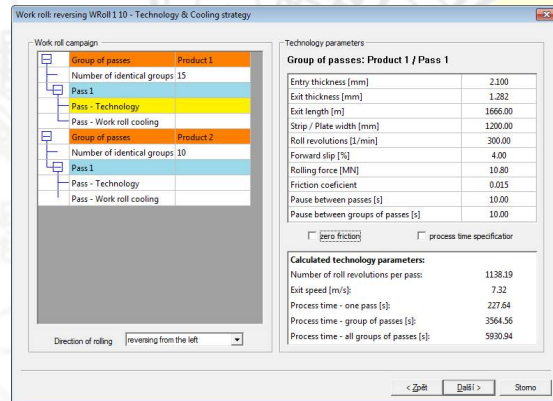 Work roll: reversing WRoll 1 10 - Technology & Cooling strategy
Work roll campaign
Group of passes Product 1
Number of identical groups 15
Pass 1
Pass - Technology
Pass - Work roll cooling
Group of passes Product 2
Number of identical groups 10
Pass 1
Pass - Technology
Pass - Work roll cooling
Direction of rolling reversing from the left
Technology parameters
Group of passes: Product 1 / Pass 1
Entry thickness [mm] 2.100
Exit thickness [mm] 1.282
Exit length [m] 1666.00
Strip / Plate width [mm] 1200.00
Roll revolutions [1/min] 300.00
Forward slip [%] 4.00
Rolling force [MN] 10.80
Friction coeficient 0.015
Pause between passes [s] 10.00
Pause between groups of passes [s] 10.00
zero friction process time specificatior
Calculated technology parameters:
Number of roll revolutions per pass: 1138.19
Exit speed [m/s]: 7.32
Process time - one pass [s]: 227.64
Process time - group of passes [s]: 3564.56
Process time - all groups of passes [s]: 5930.94
< Zpět Další > Storno